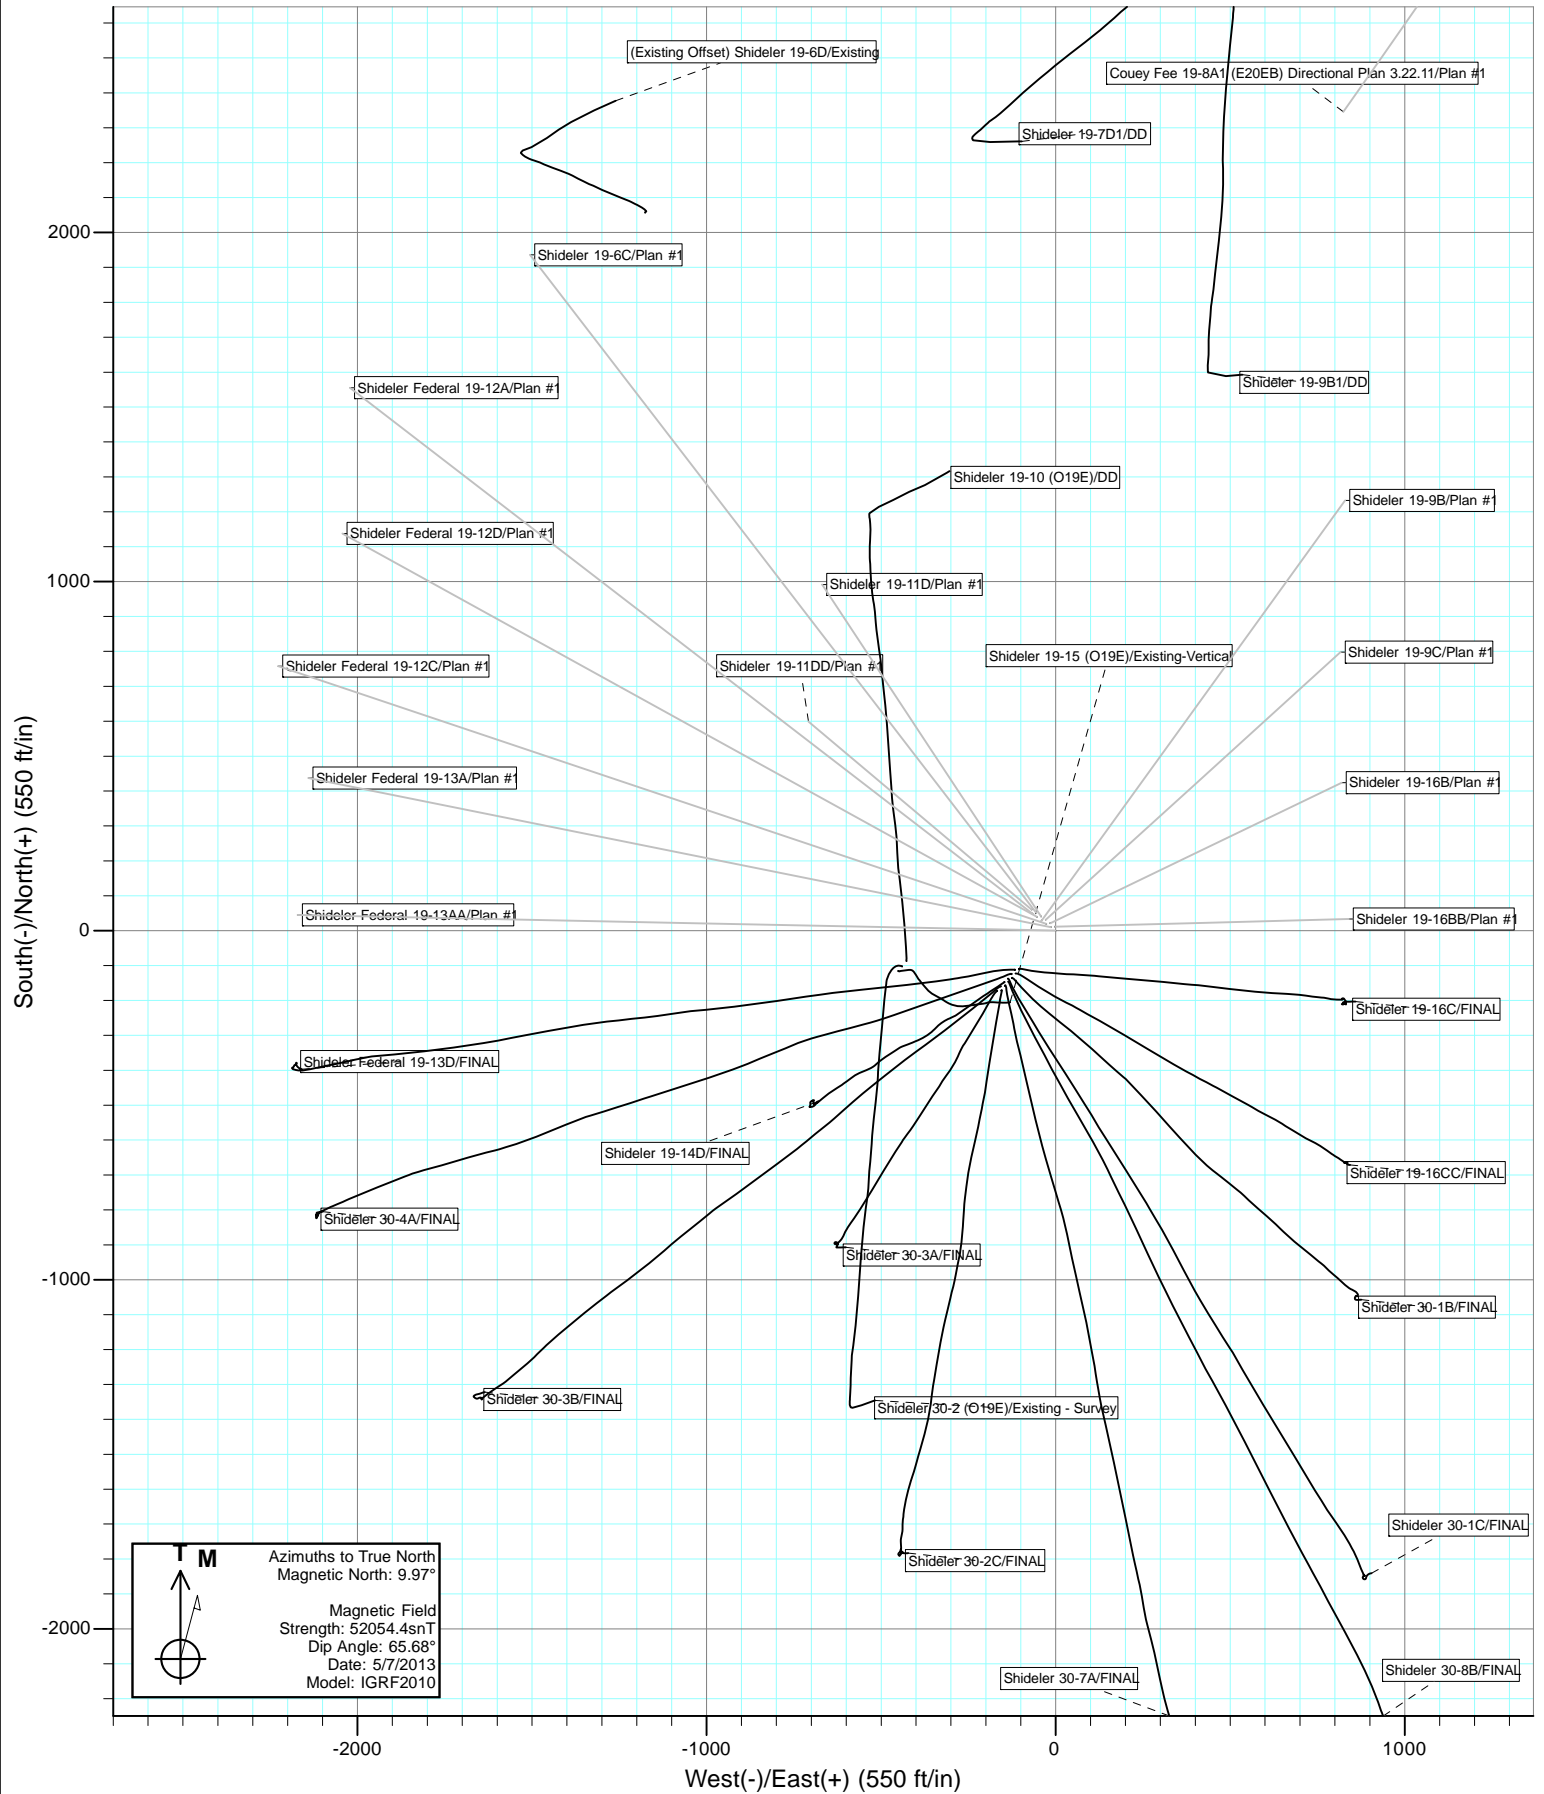 (Existing Offset) Shideler 19-6D/Existing
Couey Fee 19-8A1 (E20EB) Directional Plan 3.22.11/Plan #1
Shideler 19-7D1/DD
2000
Shideler 19-6C/Plan #1
Shideler Federal 19-12A/Plan #1
Shideler 19-9B1/DD
Shideler 19-10 (O19E)/DD
Shideler 19-9B/Plan #1
Shideler Federal 19-12D/Plan #1
1000
Shideler 19-11D/Plan #1
Shideler Federal 19-12C/Plan #1
Shideler 19-11DD/Plan #1
Shideler 19-15 (O19E)/Existing-Vertical
Shideler 19-9C/Plan #1
Shideler Federal 19-13A/Plan #1
Shideler 19-16B/Plan #1
South(-)/North(+) (550 ft/in)
Shideler Federal 19-13AA/Plan #1
Shideler 19-16BB/Plan #1
0
Shideler 19-16C/FINAL
Shideler Federal 19-13D/FINAL
Shideler 19-14D/FINAL
Shideler 19-16CC/FINAL
Shideler 30-4A/FINAL
Shideler 30-3A/FINAL
-1000
Shideler 30-1B/FINAL
Shideler 30-3B/FINAL
Shideler 30-2 (O19E)/Existing - Survey
Shideler 30-1C/FINAL
Shideler 30-2C/FINAL
T M
Azimuths to True North
Magnetic North: 9.97°
Magnetic Field
Strength: 52054.4snT
Dip Angle: 65.68°
Date: 5/7/2013
Model: IGRF2010
-2000
Shideler 30-7A/FINAL
Shideler 30-8B/FINAL
-2000
-1000
0
1000
West(-)/East(+) (550 ft/in)